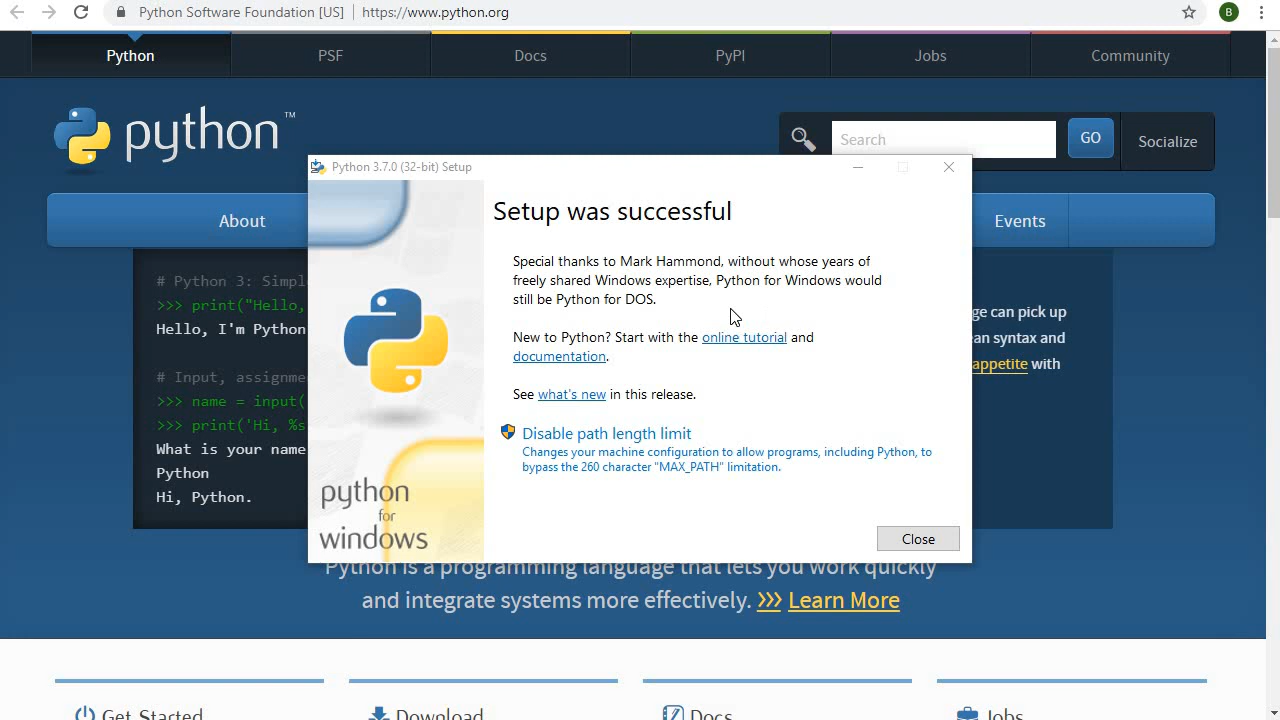 Python Software Foundation [US] | https://www.python.org
B
Python PSF Docs PyPI Jobs Community
python™
Search GO Socialize
Python 3.7.0 (32-bit) Setup
About Events
Setup was successful
Special thanks to Mark Hammond, without whose years of
freely shared Windows expertise, Python for Windows would
still be Python for DOS.
New to Python? Start with the online tutorial and
documentation.
See what's new in this release.
Disable path length limit
Changes your machine configuration to allow programs, including Python, to
bypass the 260 character "MAX_PATH" limitation.
python
for
windows
Close
# Python 3: Simpl
>>> print("Hello,
Hello, I'm Python
# Input, assignme
>>> name = input(
>>> print('Hi, %s
What is your name
Python
Hi, Python.
ge can pick up
an syntax and
appetite with
Python is a programming language that lets you work quickly
and integrate systems more effectively. >>> Learn More
Get Started Download Docs Jobs